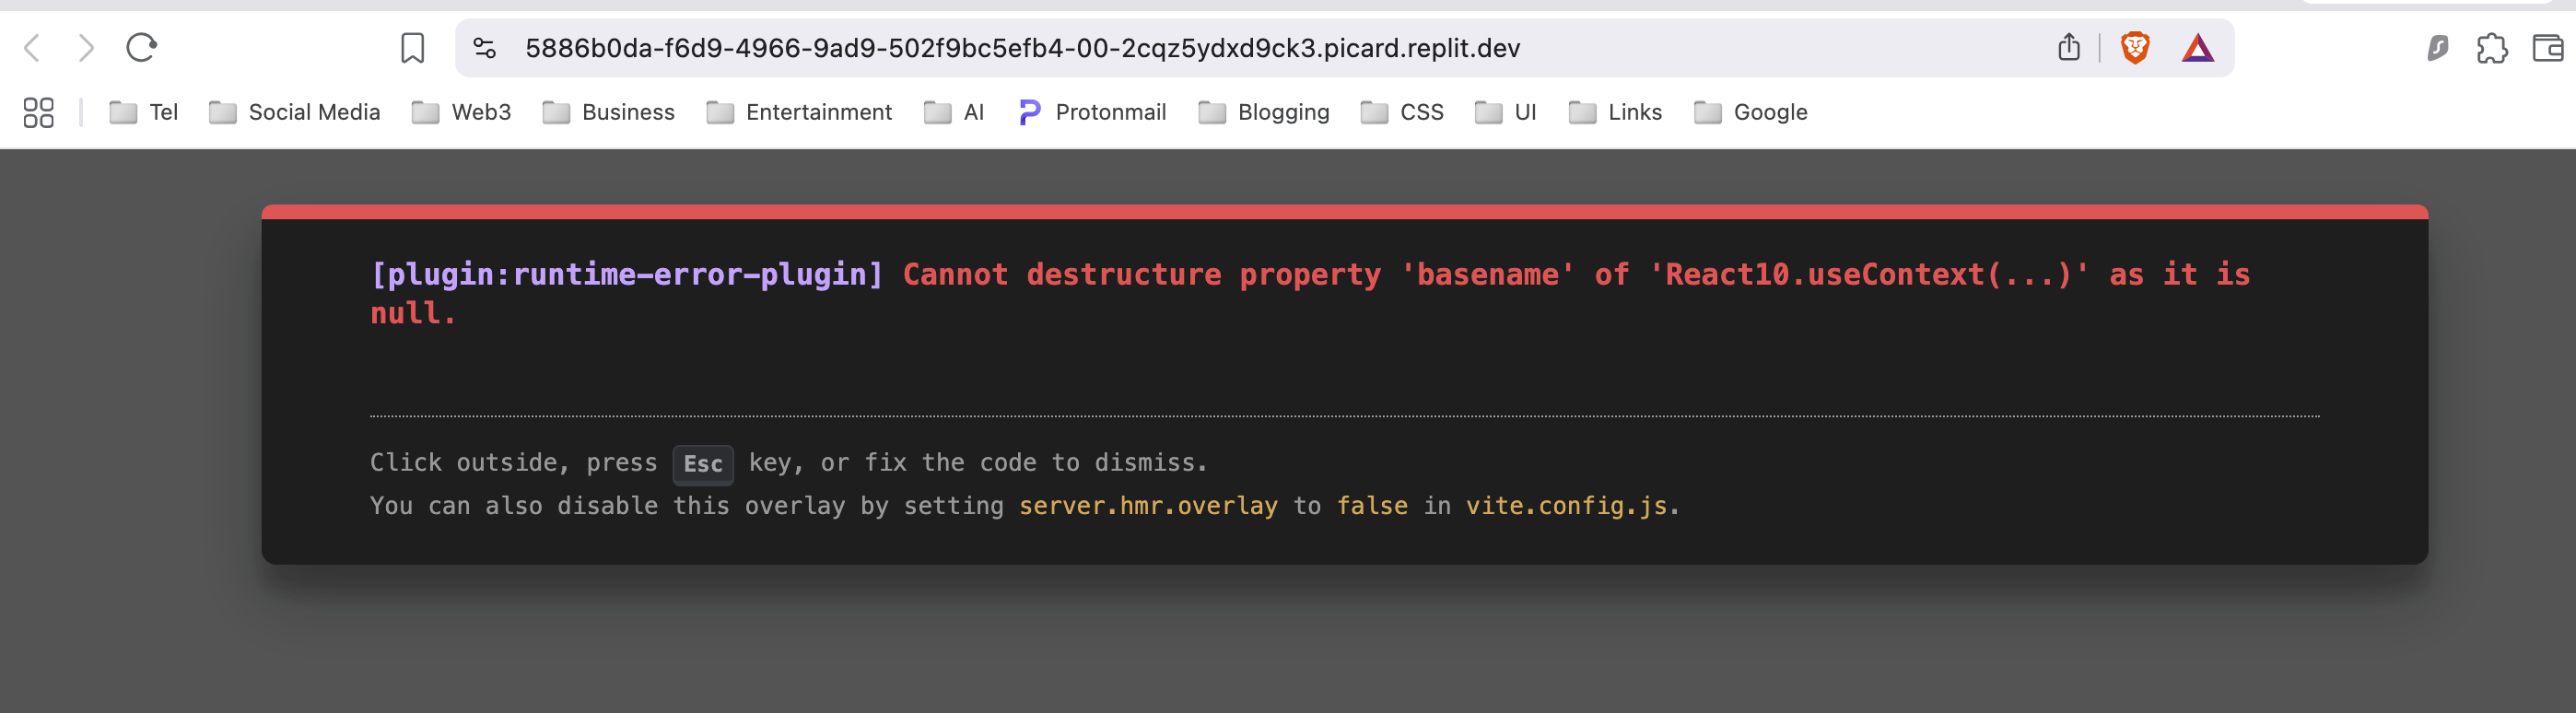 5886b0da-f6d9-4966-9ad9-502f9bc5efb4-00-2cqz5ydxd9ck3.picard.replit.dev
Tel Social Media Web3 Business Entertainment AI Protonmail Blogging CSS UI Links Google
[plugin:runtime-error-plugin] Cannot destructure property 'basename' of 'React10.useContext(...)' as it is
null.
Click outside, press Esc key, or fix the code to dismiss.
You can also disable this overlay by setting server.hmr.overlay to false in vite.config.js.